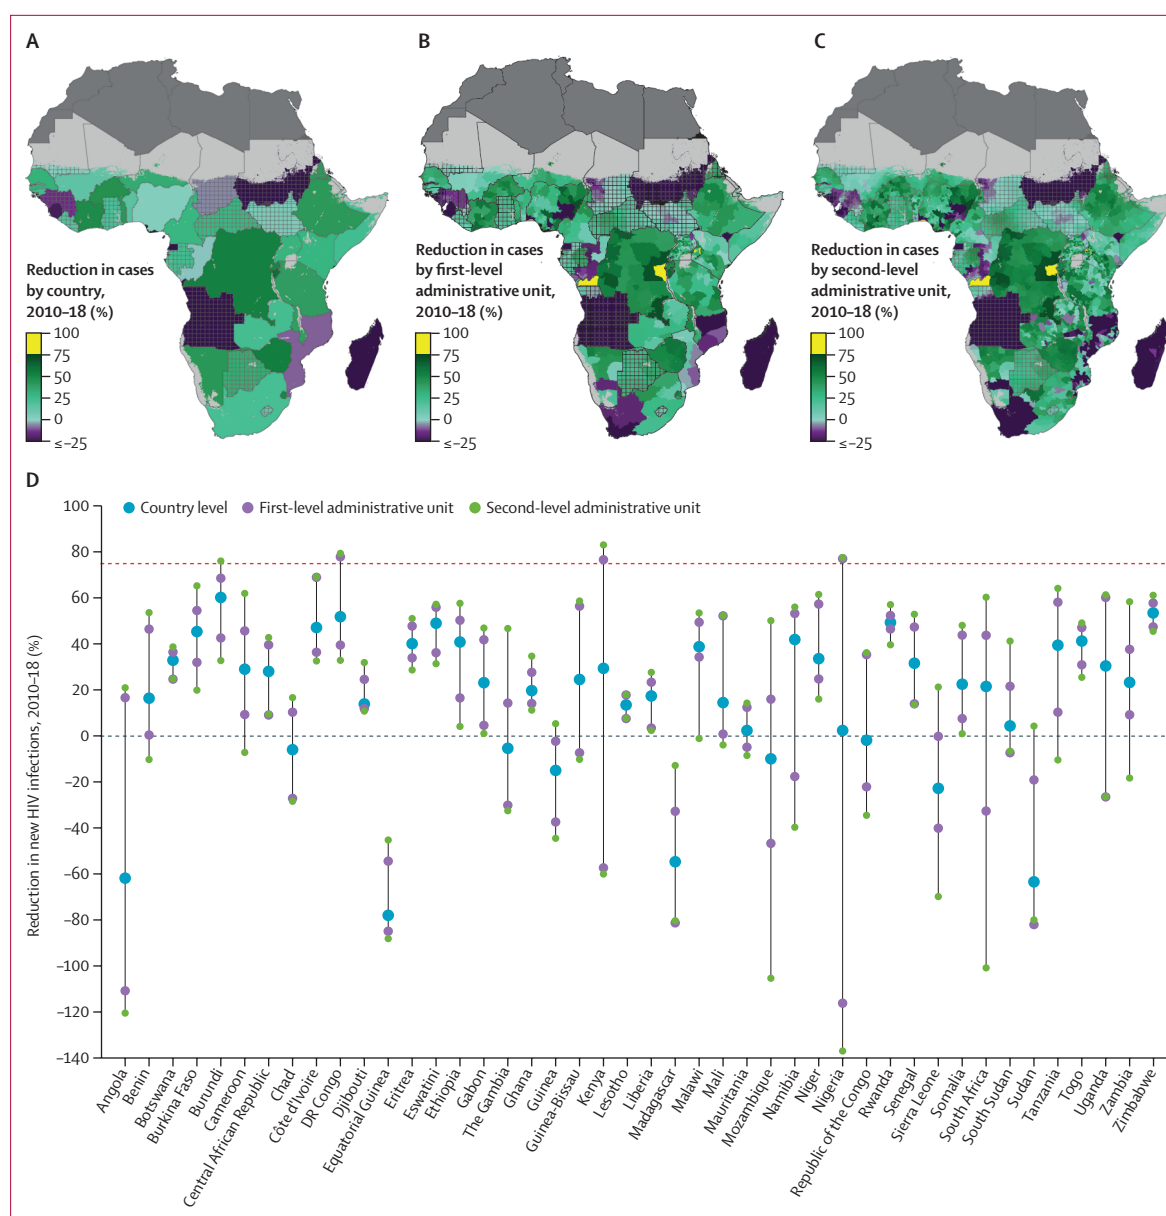 A
B
C
Reduction in cases
by country,
2010–18 (%)
100
75
50
25
0
≤–25
Reduction in cases
by first-level
administrative unit,
2010–18 (%)
100
75
50
25
0
≤–25
Reduction in cases
by second-level
administrative unit,
2010–18 (%)
100
75
50
25
0
≤–25
D
Country level
First-level administrative unit
Second-level administrative unit
Reduction in new HIV infections, 2010–18 (%)
100
80
60
40
20
0
–20
–40
–60
–80
–100
–120
–140
Angola
Benin
Botswana
Burkina Faso
Burundi
Cameroon
Central African Republic
Chad
Côte d'Ivoire
DR Congo
Djibouti
Equatorial Guinea
Eritrea
Eswatini
Ethiopia
Gabon
The Gambia
Ghana
Guinea
Guinea-Bissau
Kenya
Lesotho
Liberia
Madagascar
Malawi
Mali
Mauritania
Mozambique
Namibia
Niger
Nigeria
Republic of the Congo
Rwanda
Senegal
Sierra Leone
Somalia
South Africa
South Sudan
Sudan
Tanzania
Togo
Uganda
Zambia
Zimbabwe